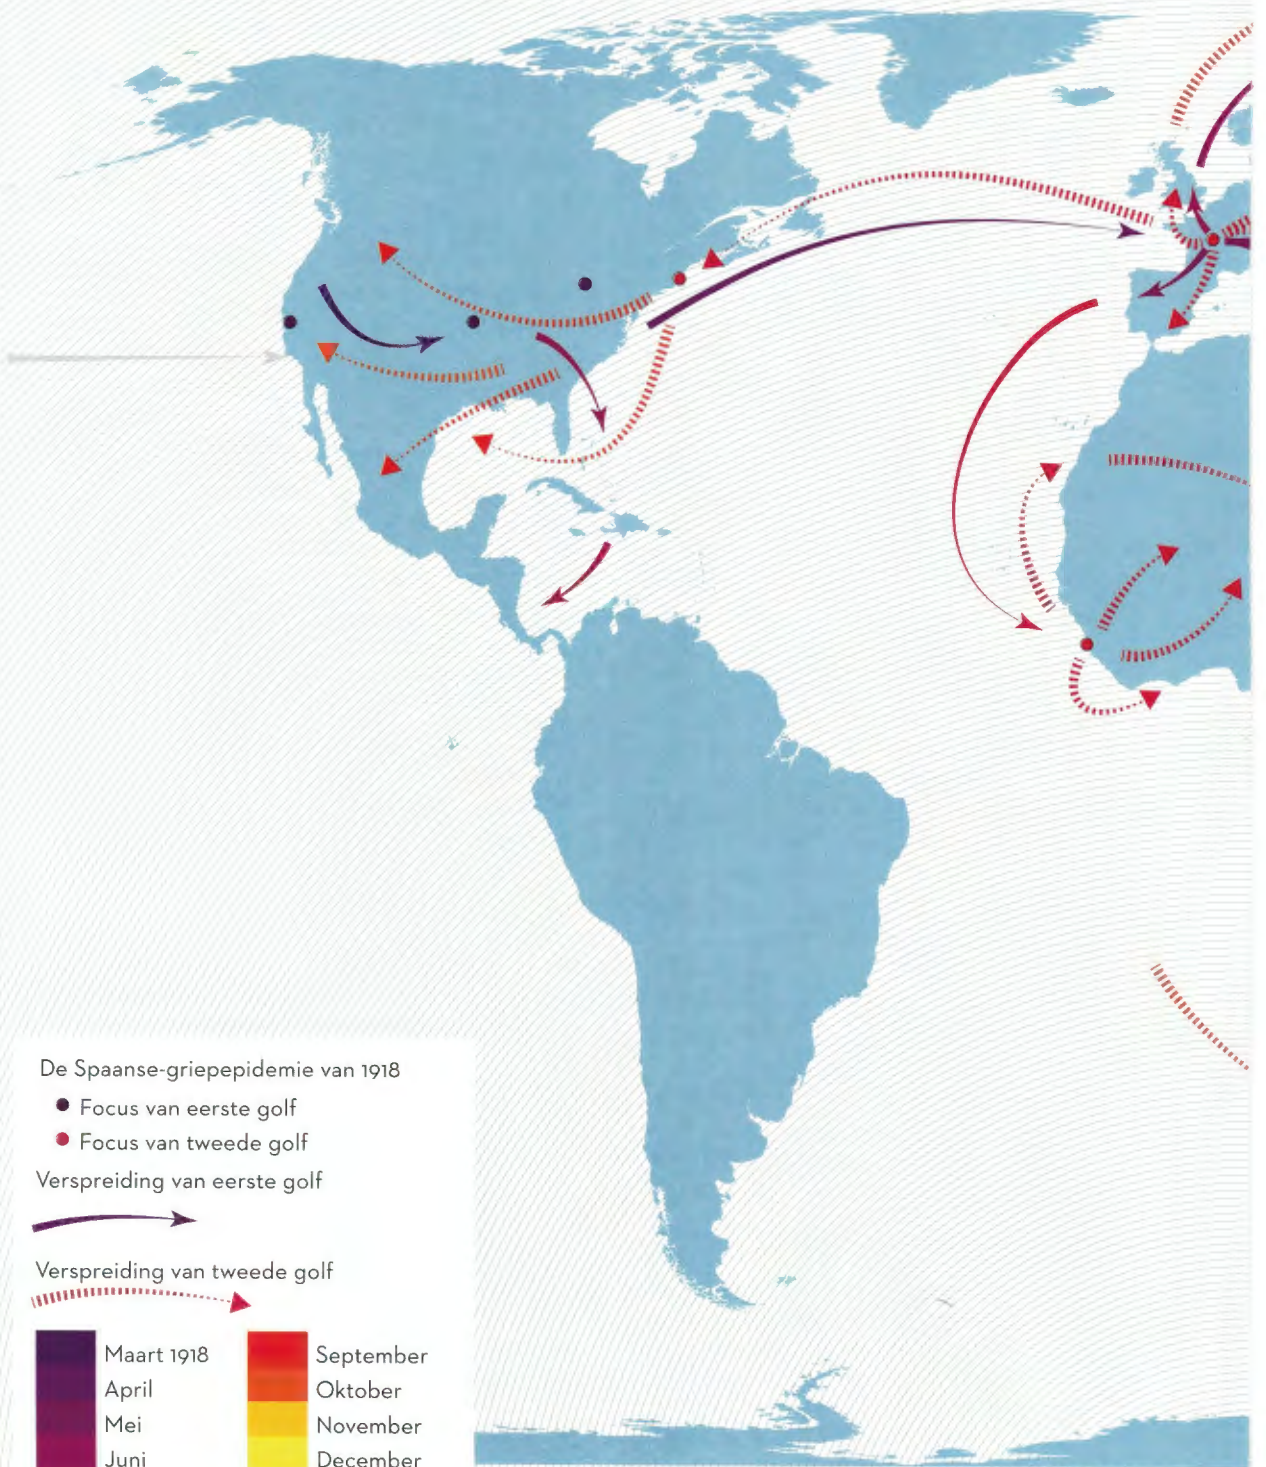 De Spaanse-griepepidemie van 1918
Focus van eerste golf
Focus van tweede golf
Verspreiding van eerste golf
Verspreiding van tweede golf
Maart 1918
April
Mei
Juni
September
Oktober
November
December